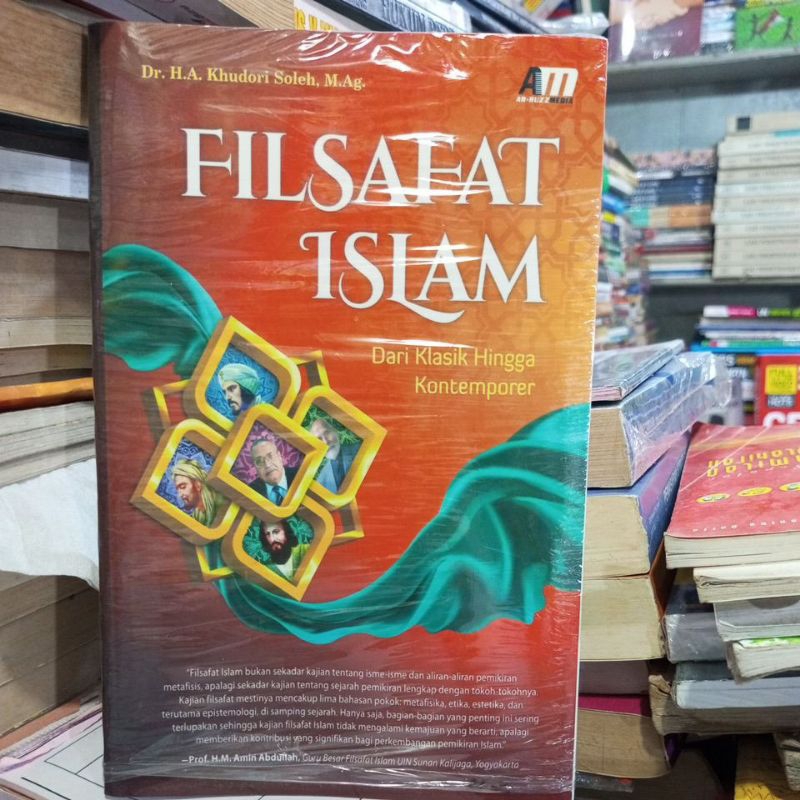 Dr. H.A. Khudori Soleh, M.Ag.
AM
AR-RUZZ MEDIA
FILSAFAT
ISLAM
Dari Klasik Hingga
Kontemporer
"Filsafat Islam bukan sekadar kajian tentang isme-isme dan aliran-aliran pemikiran
metafisis, apalagi sekadar kajian tentang sejarah pemikiran lengkap dengan tokoh-tokohnya.
Kajian filsafat mestinya mencakup lima bahasan pokok: metafisika, etika, estetika, dan
terutama epistemologi, di samping sejarah. Hanya saja, bagian-bagian yang penting ini sering
terlupakan sehingga kajian filsafat Islam tidak mengalami kemajuan yang berarti, apalagi
memberikan kontribusi yang signifikan bagi perkembangan pemikiran Islam."
—Prof. H.M. Amin Abdullah, Guru Besar Filsafat Islam UIN Sunan Kalijaga, Yogyakarta